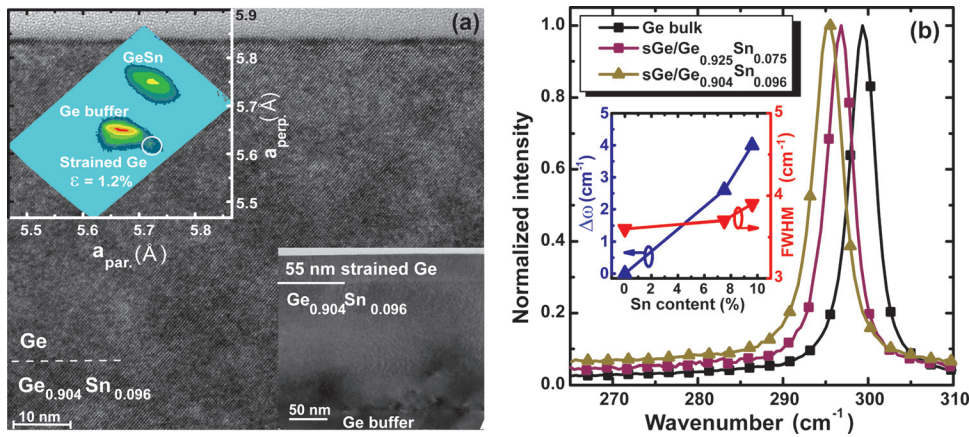 (a)
5.9
5.8
5.7
5.6
5.5
a perp. (Å)
GeSn
Ge buffer
Strained Ge
ε = 1.2%
5.5 5.6 5.7 5.8
a par. (Å)
55 nm strained Ge
Ge0.904Sn0.096
50 nm
Ge buffer
Ge
Ge0.904Sn0.096
10 nm
(b)
Ge bulk
sGe/Ge0.925Sn0.075
sGe/Ge0.904Sn0.096
Normalized intensity
1.0
0.8
0.6
0.4
0.2
0.0
Δω (cm-1)
5
4
3
2
1
0
FWHM (cm-1)
5
4
3
0 2 4 6 8 10
Sn content (%)
270 280 290 300 310
Wavenumber (cm-1)